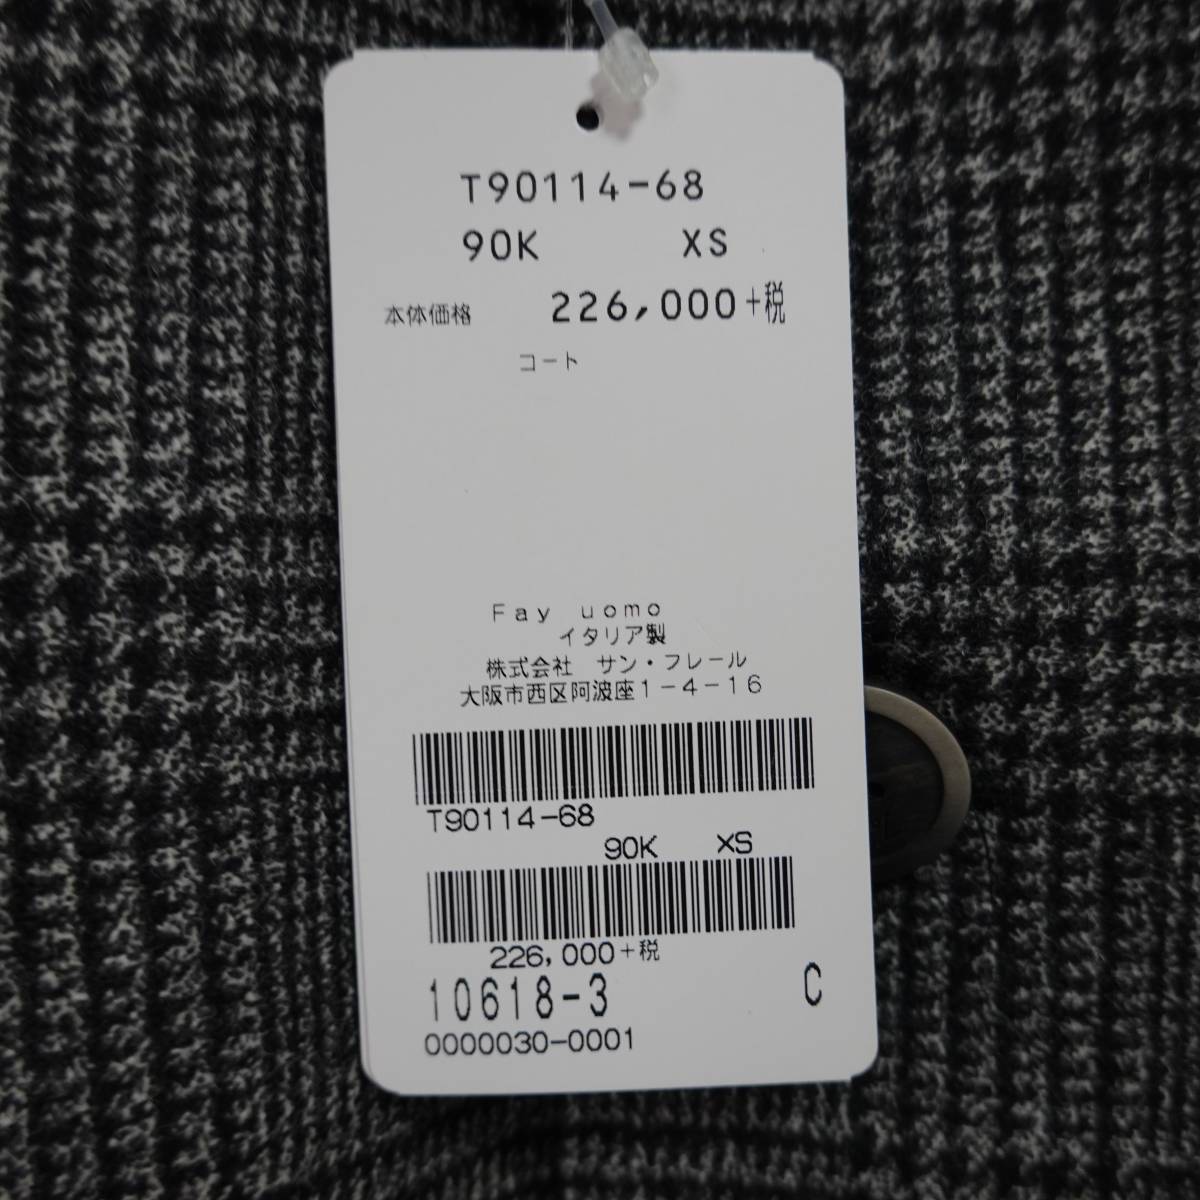 T90114-68
90K XS
本体価格 226,000+税
コート
Fay uomo
イタリア製
株式会社 サン・フレール
大阪市西区阿波座1-4-16
T90114-68
90K XS
226,000+税
10618-3 C
0000030-0001